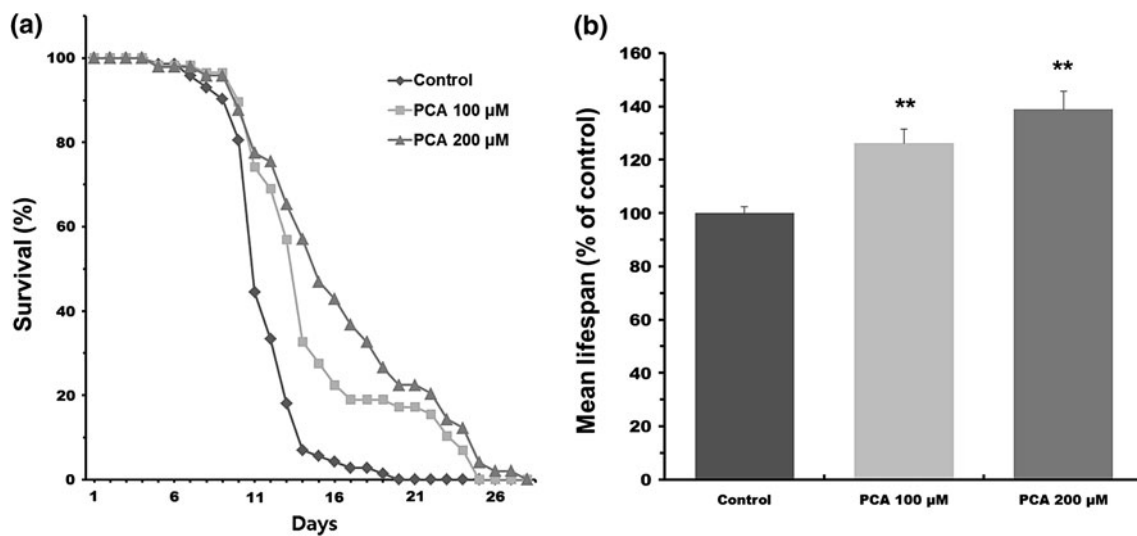 (a)
100
80
60
40
20
0
Survival (%)
1 6 11 16 21 26
Days
Control
PCA 100 µM
PCA 200 µM
(b)
160
140
120
100
80
60
40
20
0
Mean lifespan (% of control)
**
**
Control PCA 100 µM PCA 200 µM